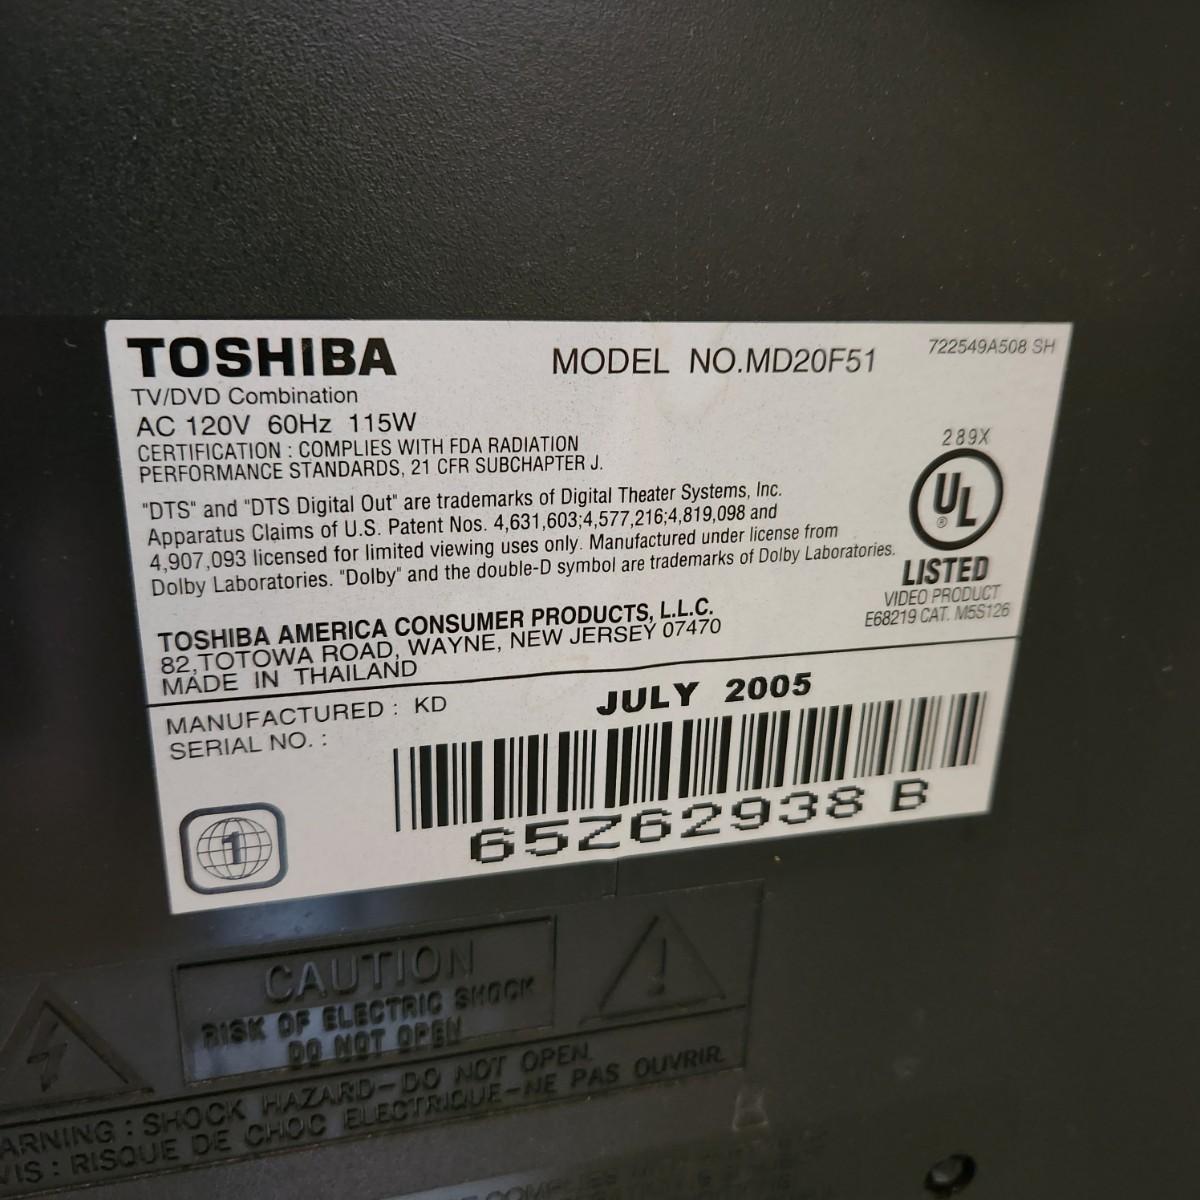 TOSHIBA
MODEL NO.MD20F51
722549A508 SH
TV/DVD Combination
AC 120V 60Hz 115W
CERTIFICATION : COMPLIES WITH FDA RADIATION
PERFORMANCE STANDARDS, 21 CFR SUBCHAPTER J.
"DTS" and "DTS Digital Out" are trademarks of Digital Theater Systems, Inc.
Apparatus Claims of U.S. Patent Nos. 4,631,603;4,577,216;4,819,098 and
4,907,093 licensed for limited viewing uses only. Manufactured under license from
Dolby Laboratories. "Dolby" and the double-D symbol are trademarks of Dolby Laboratories.
289X
UL
®
LISTED
VIDEO PRODUCT
E68219 CAT. M5S126
TOSHIBA AMERICA CONSUMER PRODUCTS, L.L.C.
82,TOTOWA ROAD, WAYNE, NEW JERSEY 07470
MADE IN THAILAND
MANUFACTURED : KD
JULY 2005
SERIAL NO. :
65Z62938 B
1
CAUTION
RISK OF ELECTRIC SHOCK
DO NOT OPEN
!
ARNING : SHOCK HAZARD–DO NOT OPEN.
VIS : RISQUE DE CHOC ELECTRIQUE–NE PAS OUVRIR.